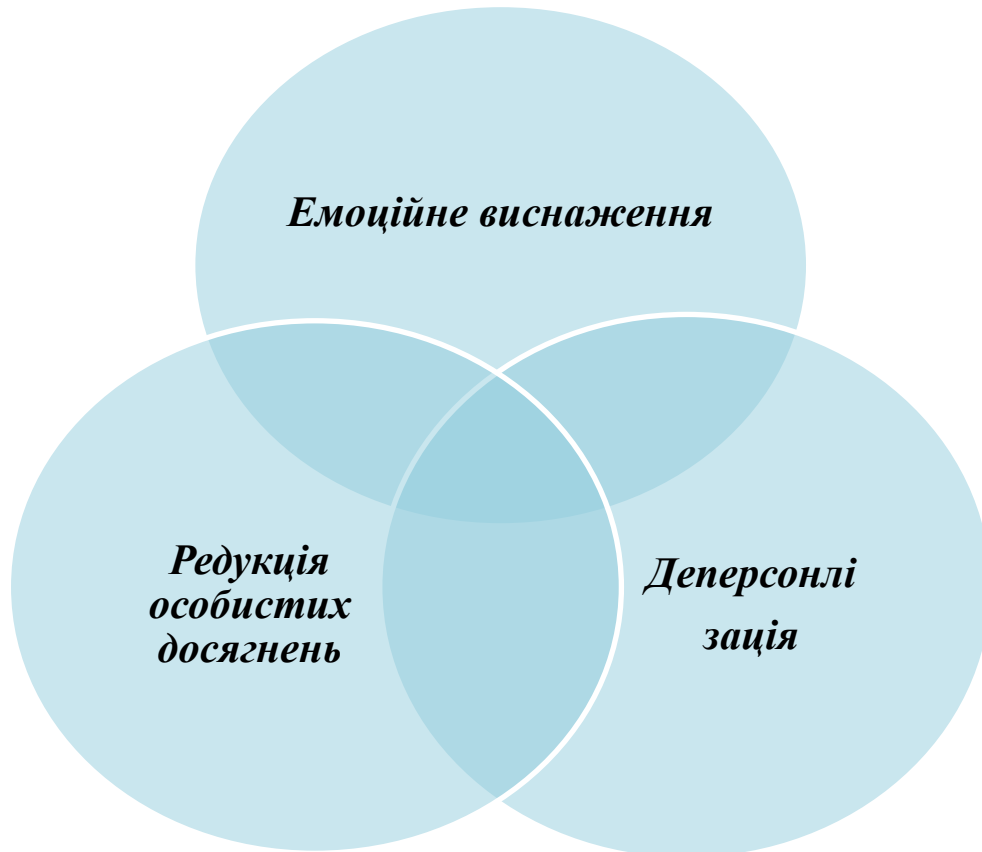 Емоційне виснаження
Редукція
особистих
досягнень
Деперсонлі
зація